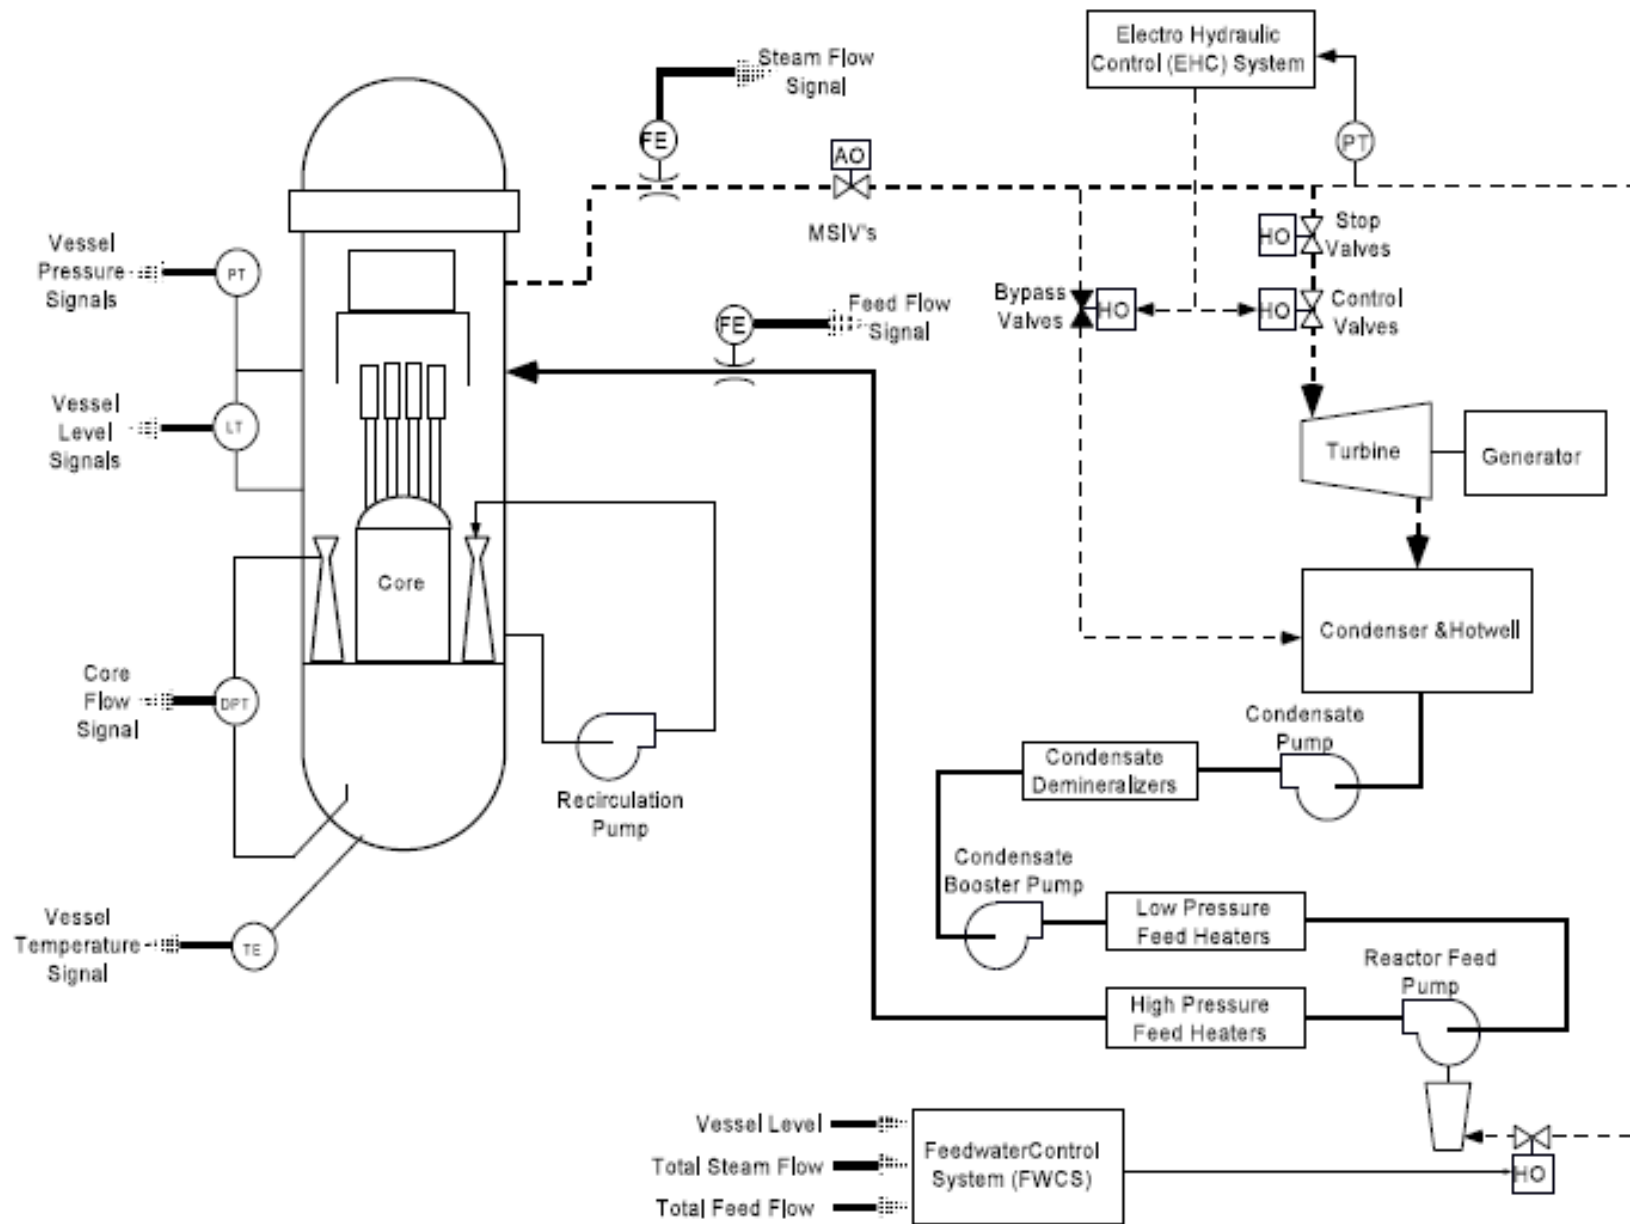 Electro Hydraulic
Control (EHC) System
Steam Flow
Signal
FE
AO
PT
MSIV's
HO
Stop
Valves
Vessel
Pressure
Signals
PT
Feed Flow
Signal
FE
Bypass
Valves
HO
HO
Control
Valves
Vessel
Level
Signals
LT
Turbine
Generator
Core
Condenser &Hotwell
Core
Flow
Signal
DPT
Recirculation
Pump
Condensate
Pump
Condensate
Demineralizers
Condensate
Booster Pump
Low Pressure
Feed Heaters
Vessel
Temperature
Signal
TE
Reactor Feed
Pump
High Pressure
Feed Heaters
Vessel Level
Total Steam Flow
Total Feed Flow
FeedwaterControl
System (FWCS)
HO